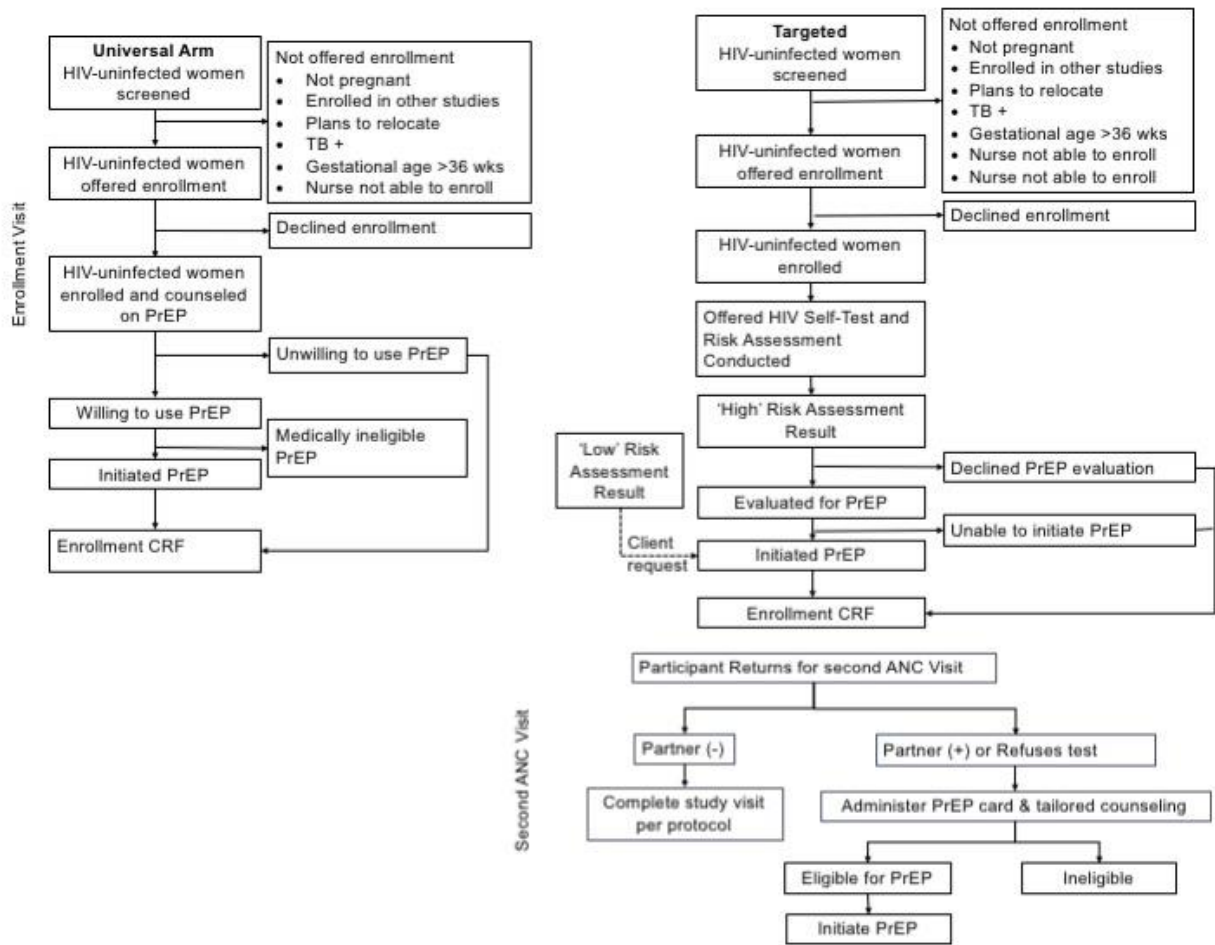 Universal Arm
HIV-uninfected women
screened
Not offered enrollment
• Not pregnant
• Enrolled in other studies
• Plans to relocate
• TB +
• Gestational age >36 wks
• Nurse not able to enroll
HIV-uninfected women
offered enrollment
Declined enrollment
HIV-uninfected women
enrolled and counseled
on PrEP
Unwilling to use PrEP
Willing to use PrEP
Medically ineligible
PrEP
Initiated PrEP
Enrollment CRF
Enrollment Visit
Targeted
HIV-uninfected women
screened
Not offered enrollment
• Not pregnant
• Enrolled in other studies
• Plans to relocate
• TB +
• Gestational age >36 wks
• Nurse not able to enroll
• Nurse not able to enroll
HIV-uninfected women
offered enrollment
Declined enrollment
HIV-uninfected women
enrolled
Offered HIV Self-Test and
Risk Assessment
Conducted
'High' Risk Assessment
Result
'Low' Risk
Assessment
Result
Declined PrEP evaluation
Evaluated for PrEP
Unable to initiate PrEP
Client
request
Initiated PrEP
Enrollment CRF
Second ANC Visit
Participant Returns for second ANC Visit
Partner (-)
Partner (+) or Refuses test
Complete study visit
per protocol
Administer PrEP card & tailored counseling
Eligible for PrEP
Ineligible
Initiate PrEP